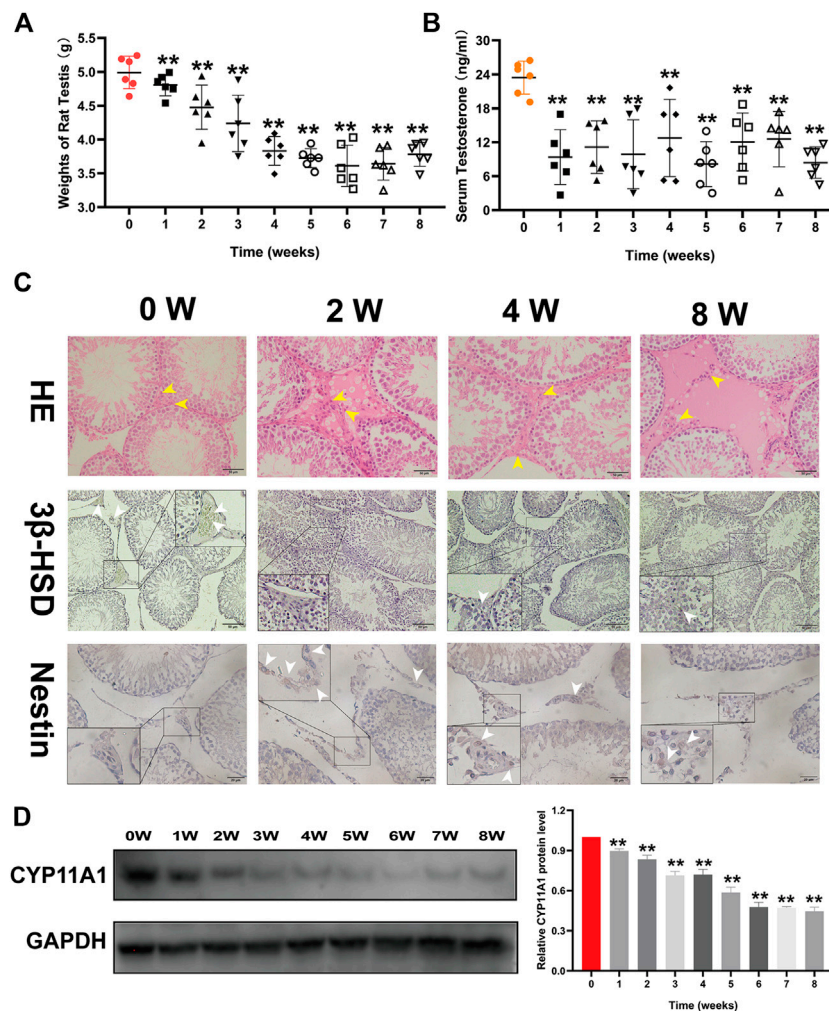 A
Weights of Rat Testis (g)
5.5
5.0
4.5
4.0
3.5
3.0
** ** ** ** ** ** ** **
0 1 2 3 4 5 6 7 8
Time (weeks)
B
Serum Testosterone (ng/ml)
30
24
18
12
6
0
** ** ** ** ** ** ** **
0 1 2 3 4 5 6 7 8
Time (weeks)
C
0 W 2 W 4 W 8 W
HE
3β-HSD
Nestin
D
0W 1W 2W 3W 4W 5W 6W 7W 8W
CYP11A1
GAPDH
Relative CYP11A1 protein level
1.2
0.9
0.6
0.3
0.0
** ** ** ** ** ** ** **
0 1 2 3 4 5 6 7 8
Time (weeks)